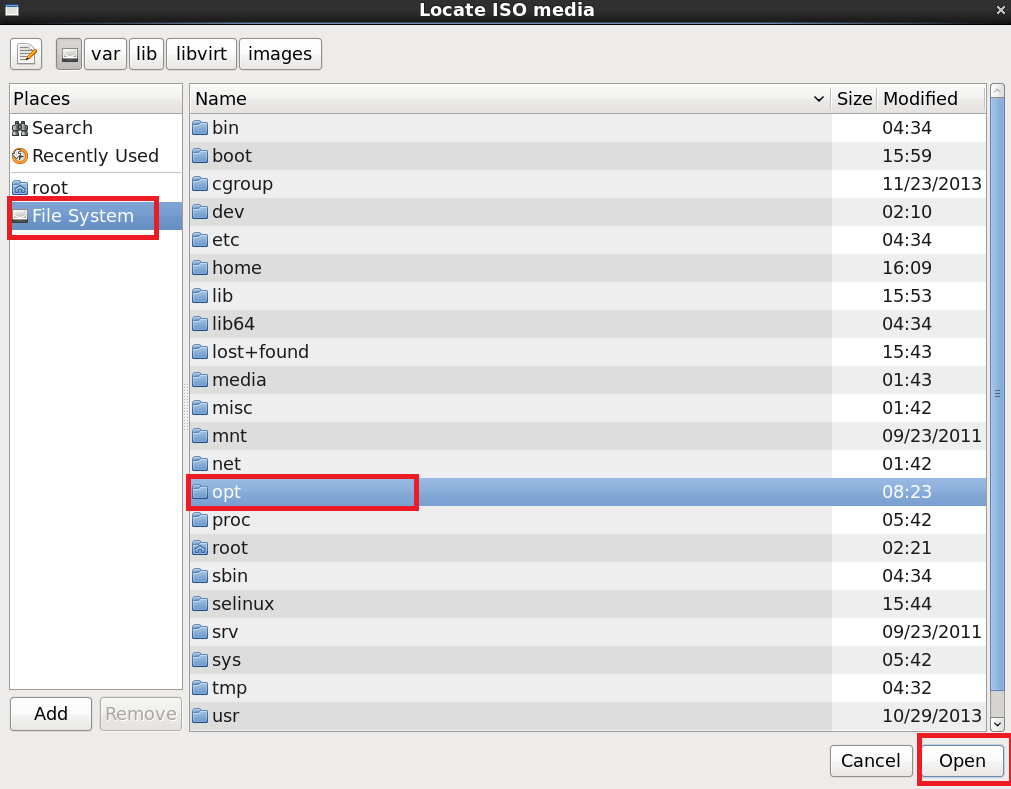 Locate ISO media
var lib libvirt images
Places
Search
Recently Used
root
File System
Name Size Modified
bin 04:34
boot 15:59
cgroup 11/23/2013
dev 02:10
etc 04:34
home 16:09
lib 15:53
lib64 04:34
lost+found 15:43
media 01:43
misc 01:42
mnt 09/23/2011
net 01:42
opt 08:23
proc 05:42
root 02:21
sbin 04:34
selinux 15:44
srv 09/23/2011
sys 05:42
tmp 04:32
usr 10/29/2013
Add Remove
Cancel Open